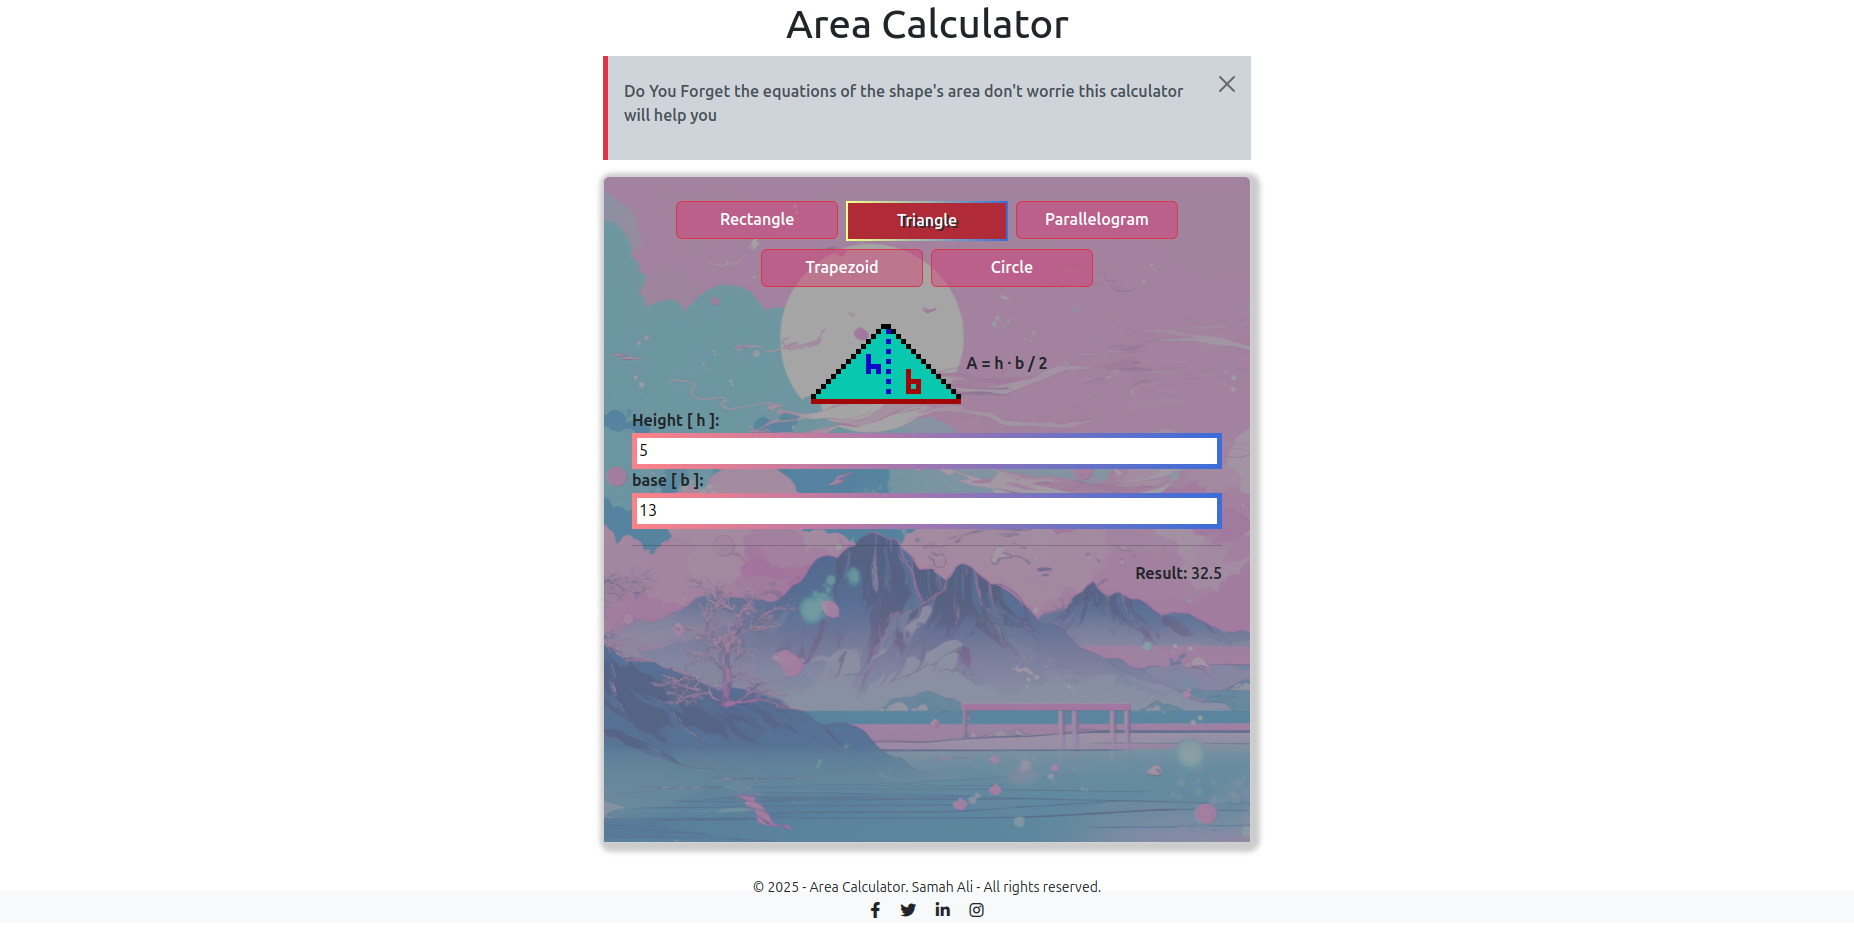 Area Calculator
Do You Forget the equations of the shape's area don't worrie this calculator
will help you
Rectangle
Triangle
Parallelogram
Trapezoid
Circle
h
b
A = h · b / 2
Height [ h ]:
5
base [ b ]:
13
Result: 32.5
© 2025 - Area Calculator. Samah Ali - All rights reserved.